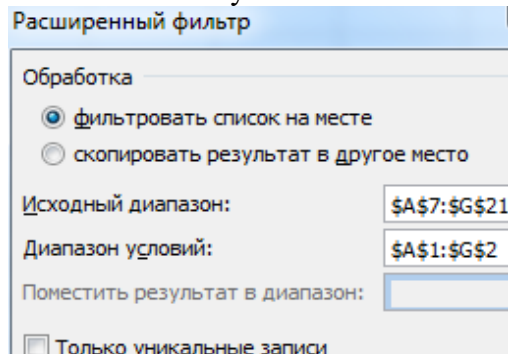 Расширенный фильтр
Обработка
фильтровать список на месте
скопировать результат в другое место
Исходный диапазон: $A$7:$G$21
Диапазон условий: $A$1:$G$2
Поместить результат в диапазон:
Только уникальные записи